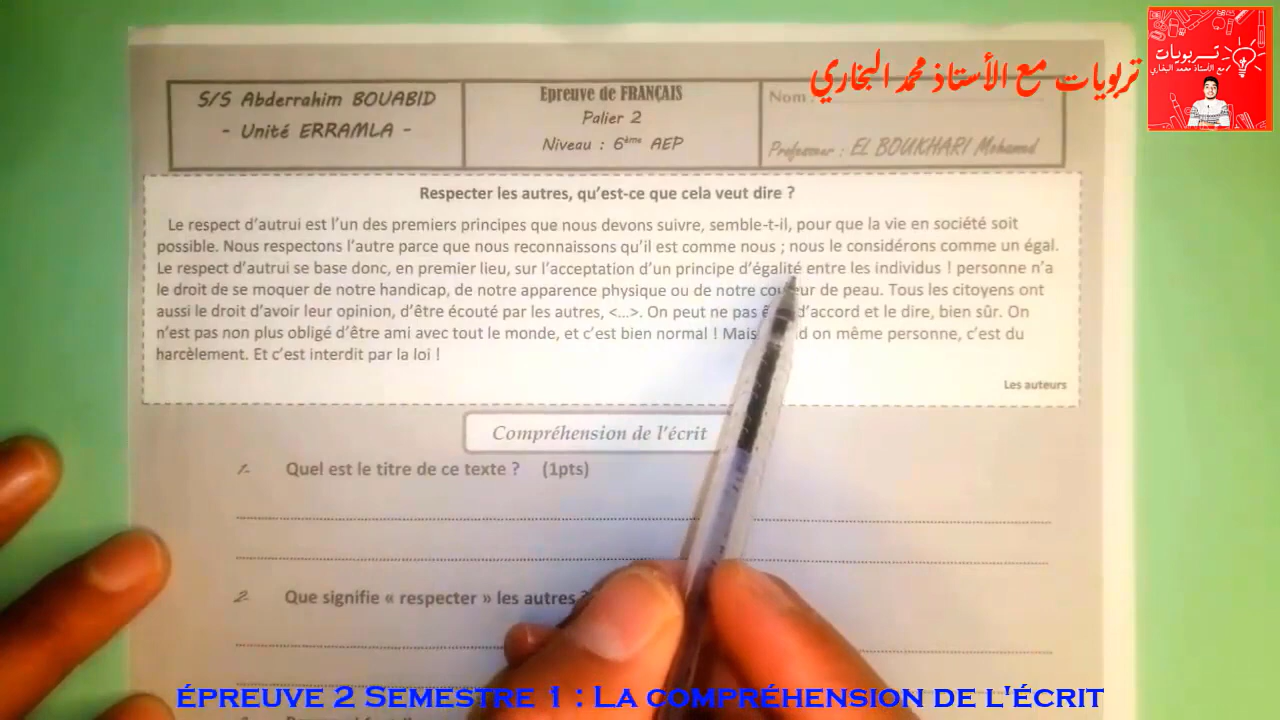 تربويات مع الأستاذ محمد البخاري
تربويات
مع الأستاذ محمد البخاري
S/S Abderrahim BOUABID
- Unité ERRAMLA -
Epreuve de FRANÇAIS
Palier 2
Niveau : 6ème AEP
Nom :
Professeur : EL BOUKHARI Mohamed
Respecter les autres, qu'est-ce que cela veut dire ?
Le respect d'autrui est l'un des premiers principes que nous devons suivre, semble-t-il, pour que la vie en société soit
possible. Nous respectons l'autre parce que nous reconnaissons qu'il est comme nous ; nous le considérons comme un égal.
Le respect d'autrui se base donc, en premier lieu, sur l'acceptation d'un principe d'égalité entre les individus ! personne n'a
le droit de se moquer de notre handicap, de notre apparence physique ou de notre couleur de peau. Tous les citoyens ont
aussi le droit d'avoir leur opinion, d'être écouté par les autres, <...>. On peut ne pas d'accord et le dire, bien sûr. On
n'est pas non plus obligé d'être ami avec tout le monde, et c'est bien normal ! Mais on même personne, c'est du
harcèlement. Et c'est interdit par la loi !
Les auteurs
Compréhension de l'écrit
1- Quel est le titre de ce texte ? (1pts)
2- Que signifie « respecter » les autres ?
épreuve 2 Semestre 1 : La compréhension de l'écrit